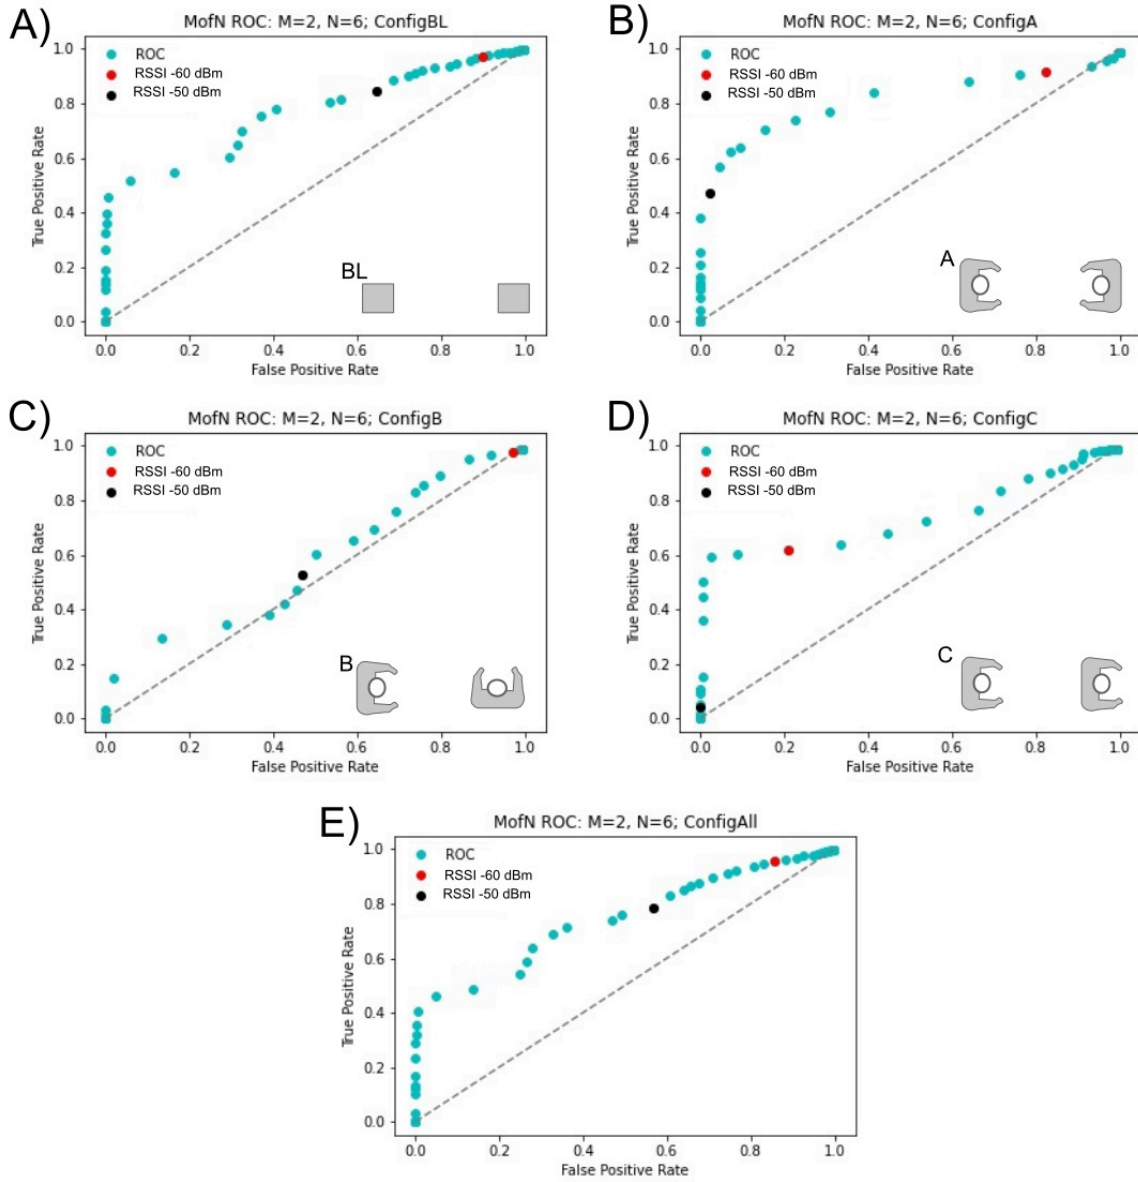 A)
MofN ROC: M=2, N=6; ConfigBL
True Positive Rate
1.0
0.8
0.6
0.4
0.2
0.0
ROC
RSSI -60 dBm
RSSI -50 dBm
BL
0.0 0.2 0.4 0.6 0.8 1.0
False Positive Rate
B)
MofN ROC: M=2, N=6; ConfigA
True Positive Rate
1.0
0.8
0.6
0.4
0.2
0.0
ROC
RSSI -60 dBm
RSSI -50 dBm
A
0.0 0.2 0.4 0.6 0.8 1.0
False Positive Rate
C)
MofN ROC: M=2, N=6; ConfigB
True Positive Rate
1.0
0.8
0.6
0.4
0.2
0.0
ROC
RSSI -60 dBm
RSSI -50 dBm
B
0.0 0.2 0.4 0.6 0.8 1.0
False Positive Rate
D)
MofN ROC: M=2, N=6; ConfigC
True Positive Rate
1.0
0.8
0.6
0.4
0.2
0.0
ROC
RSSI -60 dBm
RSSI -50 dBm
C
0.0 0.2 0.4 0.6 0.8 1.0
False Positive Rate
E)
MofN ROC: M=2, N=6; ConfigAll
True Positive Rate
1.0
0.8
0.6
0.4
0.2
0.0
ROC
RSSI -60 dBm
RSSI -50 dBm
0.0 0.2 0.4 0.6 0.8 1.0
False Positive Rate